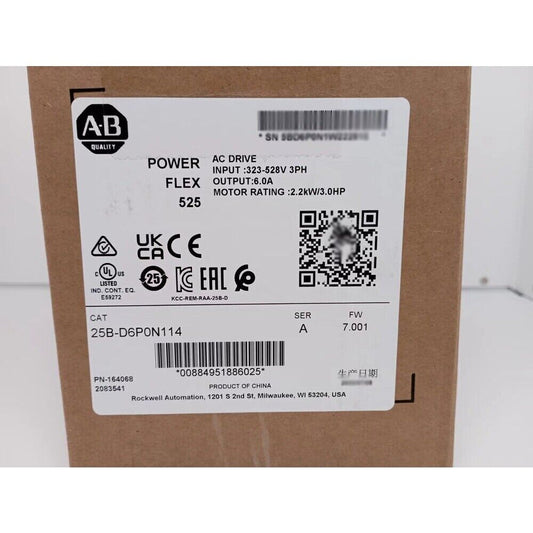 A-B
QUALITY
POWER
FLEX
525
AC DRIVE
INPUT :323-528V 3PH
OUTPUT:6.0A
MOTOR RATING :2.2kW/3.0HP
UK
CA
CE
UL
US
LISTED
IND. CONT. EQ.
E59272
25
EAC
KCC-REM-RAA-25B-D
CAT
25B-D6P0N114
SER
A
FW
7.001
*00884951886025*
PN-164068
2083541
PRODUCT OF CHINA
生产日期
Rockwell Automation, 1201 S 2nd St, Milwaukee, WI 53204, USA